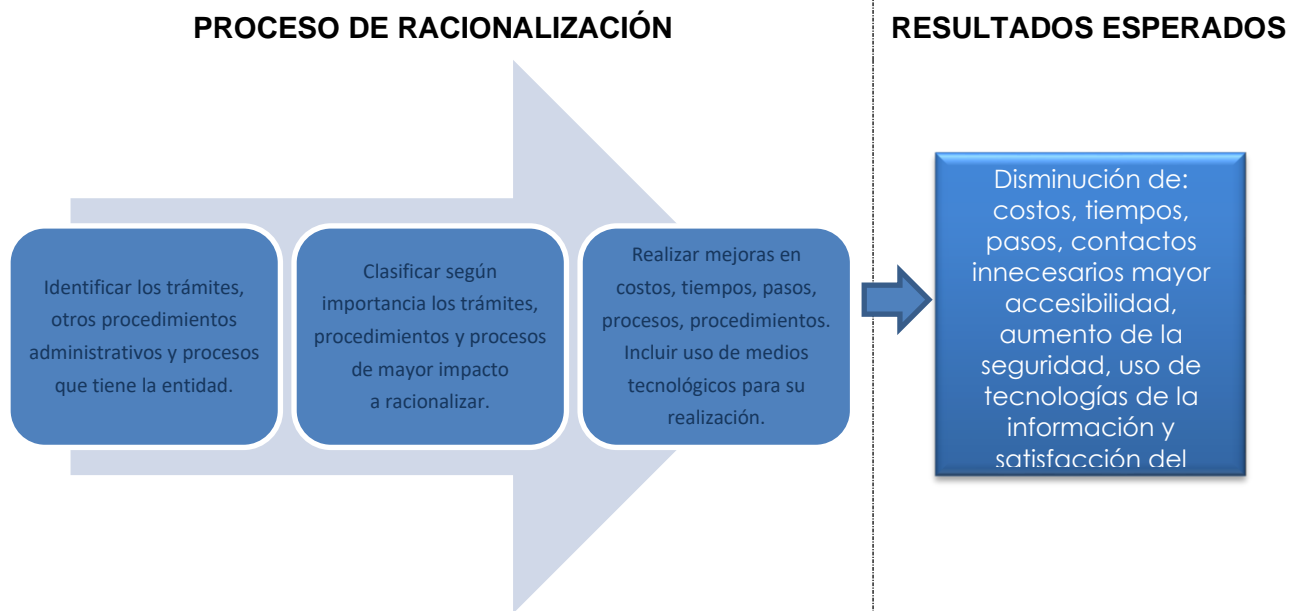 PROCESO DE RACIONALIZACIÓN
RESULTADOS ESPERADOS
Identificar los trámites,
otros procedimientos
administrativos y procesos
que tiene la entidad.
Clasificar según
importancia los trámites,
procedimientos y procesos
de mayor impacto
a racionalizar.
Realizar mejoras en
costos, tiempos, pasos,
procesos, procedimientos.
Incluir uso de medios
tecnológicos para su
realización.
Disminución de:
costos, tiempos,
pasos, contactos
innecesarios mayor
accesibilidad,
aumento de la
seguridad, uso de
tecnologías de la
información y
satisfacción del